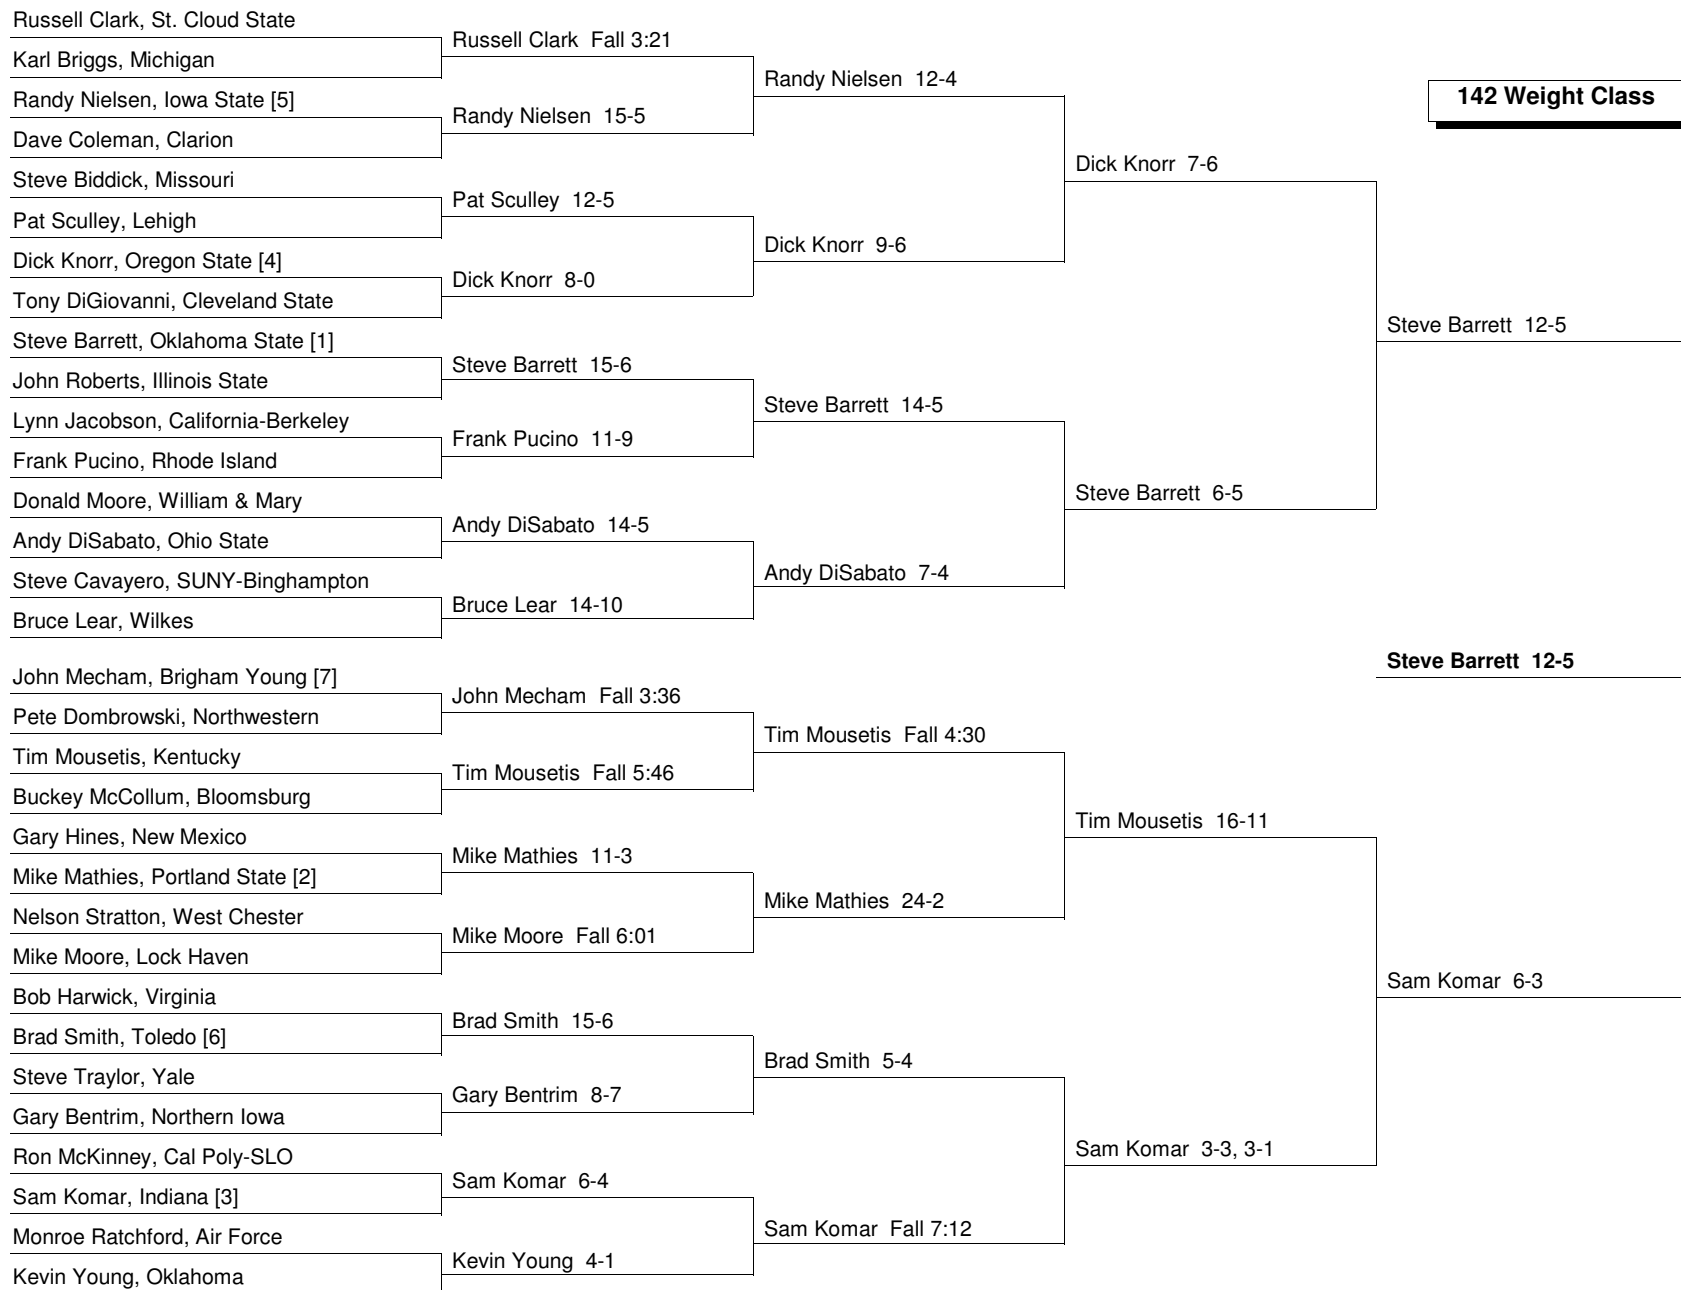 Russell Clark, St. Cloud State
Karl Briggs, Michigan
Randy Nielsen, Iowa State [5]
Dave Coleman, Clarion
Steve Biddick, Missouri
Pat Sculley, Lehigh
Dick Knorr, Oregon State [4]
Tony DiGiovanni, Cleveland State
Steve Barrett, Oklahoma State [1]
John Roberts, Illinois State
Lynn Jacobson, California-Berkeley
Frank Pucino, Rhode Island
Donald Moore, William & Mary
Andy DiSabato, Ohio State
Steve Cavayero, SUNY-Binghampton
Bruce Lear, Wilkes
John Mecham, Brigham Young [7]
Pete Dombrowski, Northwestern
Tim Mousetis, Kentucky
Buckey McCollum, Bloomsburg
Gary Hines, New Mexico
Mike Mathies, Portland State [2]
Nelson Stratton, West Chester
Mike Moore, Lock Haven
Bob Harwick, Virginia
Brad Smith, Toledo [6]
Steve Traylor, Yale
Gary Bentrim, Northern Iowa
Ron McKinney, Cal Poly-SLO
Sam Komar, Indiana [3]
Monroe Ratchford, Air Force
Kevin Young, Oklahoma
Russell Clark Fall 3:21
Randy Nielsen 15-5
Pat Sculley 12-5
Dick Knorr 8-0
Steve Barrett 15-6
Frank Pucino 11-9
Andy DiSabato 14-5
Bruce Lear 14-10
John Mecham Fall 3:36
Tim Mousetis Fall 5:46
Mike Mathies 11-3
Mike Moore Fall 6:01
Brad Smith 15-6
Gary Bentrim 8-7
Sam Komar 6-4
Kevin Young 4-1
Randy Nielsen 12-4
Dick Knorr 9-6
Steve Barrett 14-5
Andy DiSabato 7-4
Tim Mousetis Fall 4:30
Mike Mathies 24-2
Brad Smith 5-4
Sam Komar Fall 7:12
Dick Knorr 7-6
Steve Barrett 6-5
Tim Mousetis 16-11
Sam Komar 3-3, 3-1
142 Weight Class
Steve Barrett 12-5
Steve Barrett 12-5
Sam Komar 6-3